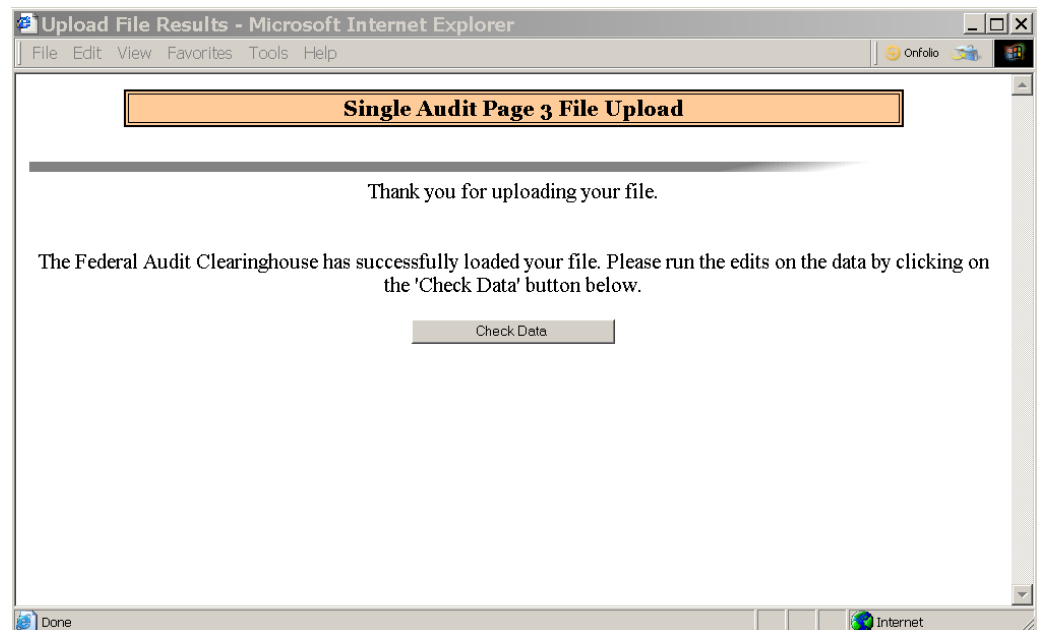 Upload File Results - Microsoft Internet Explorer
File Edit View Favorites Tools Help
Onfolio
Single Audit Page 3 File Upload
Thank you for uploading your file.
The Federal Audit Clearinghouse has successfully loaded your file. Please run the edits on the data by clicking on
the 'Check Data' button below.
Check Data
Done
Internet